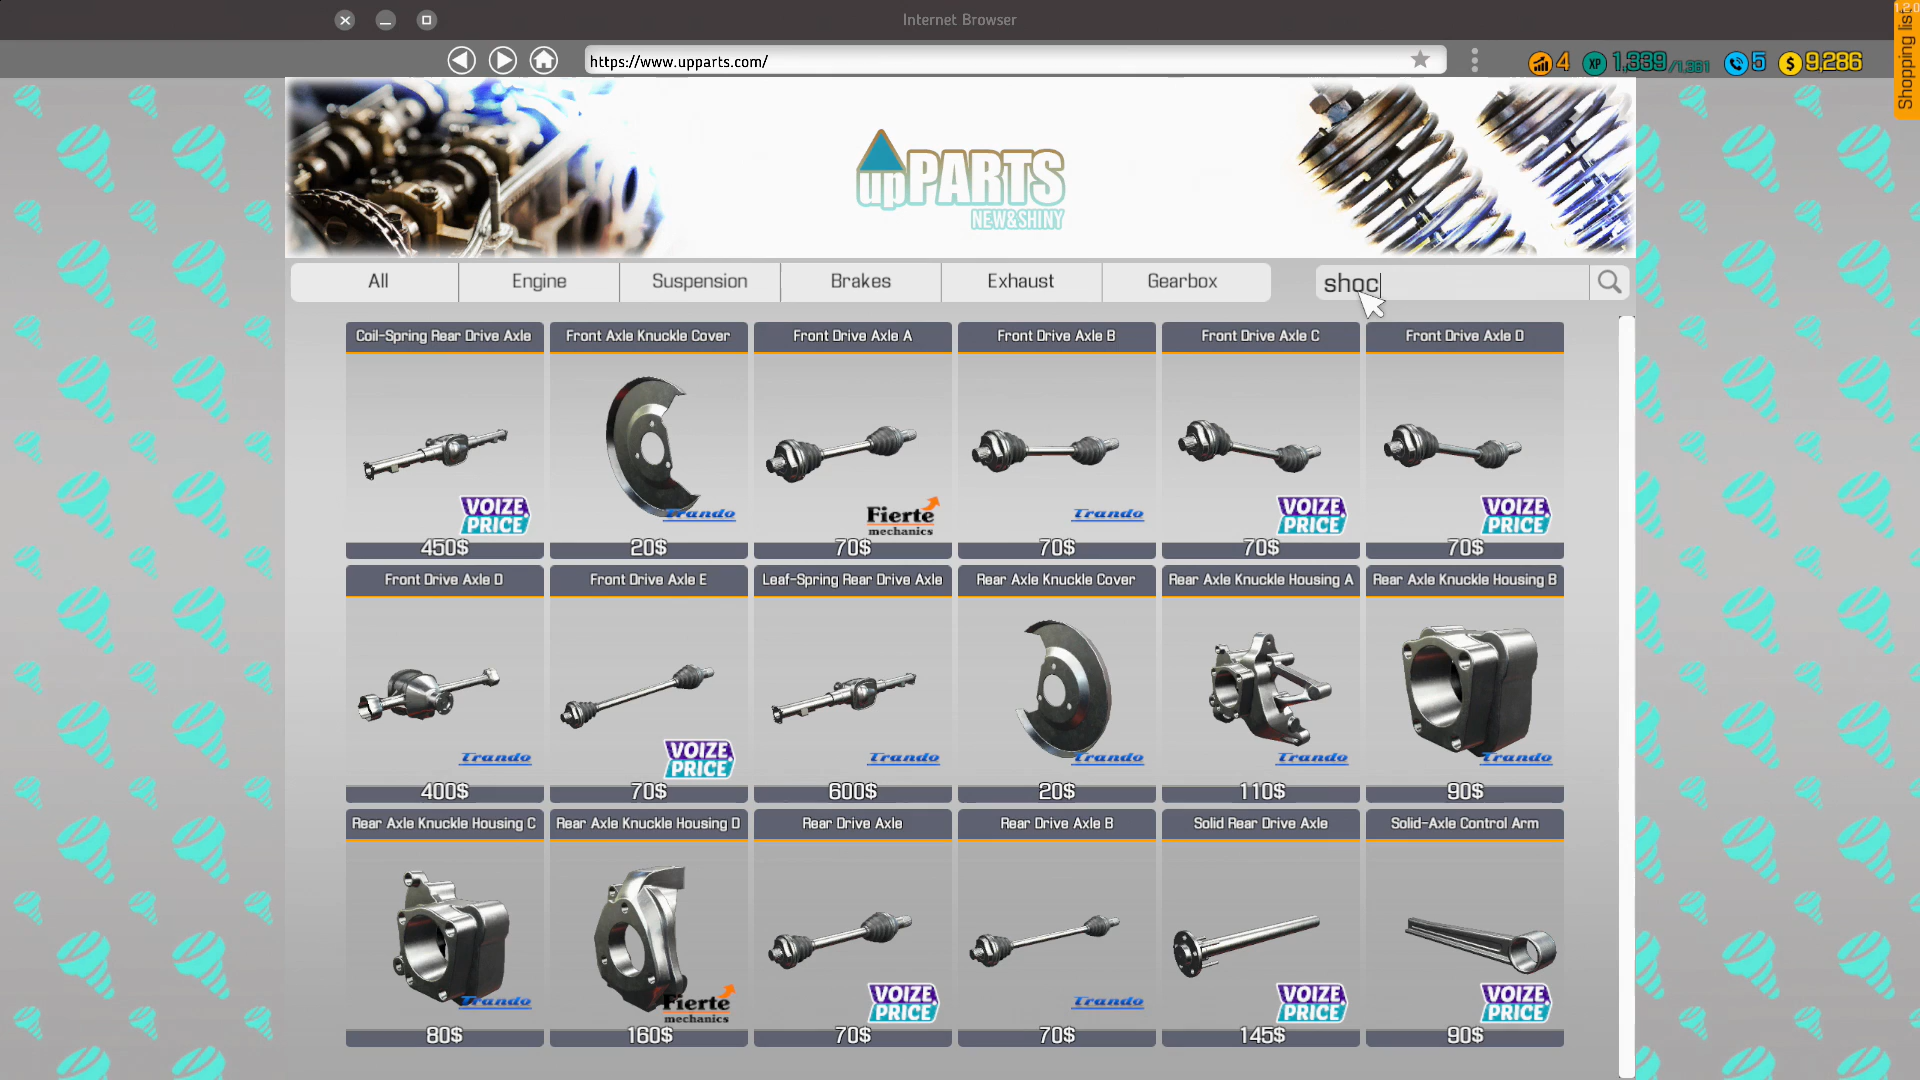 Internet Browser
1.2.0
Shopping list
https://www.upparts.com/
4
XP 1,339/1,381
5
$ 9,286
upPARTS
NEW&SHINY
All
Engine
Suspension
Brakes
Exhaust
Gearbox
shoc
Coil-Spring Rear Drive Axle
Front Axle Knuckle Cover
Front Drive Axle A
Front Drive Axle B
Front Drive Axle C
Front Drive Axle D
VOIZE PRICE
Trando
Fierte mechanics
Trando
VOIZE PRICE
VOIZE PRICE
450$
20$
70$
70$
70$
70$
Front Drive Axle D
Front Drive Axle E
Leaf-Spring Rear Drive Axle
Rear Axle Knuckle Cover
Rear Axle Knuckle Housing A
Rear Axle Knuckle Housing B
Trando
VOIZE PRICE
Trando
Trando
Trando
Trando
400$
70$
600$
20$
110$
90$
Rear Axle Knuckle Housing C
Rear Axle Knuckle Housing D
Rear Drive Axle
Rear Drive Axle B
Solid Rear Drive Axle
Solid-Axle Control Arm
Trando
Fierte mechanics
VOIZE PRICE
Trando
VOIZE PRICE
VOIZE PRICE
80$
160$
70$
70$
145$
90$